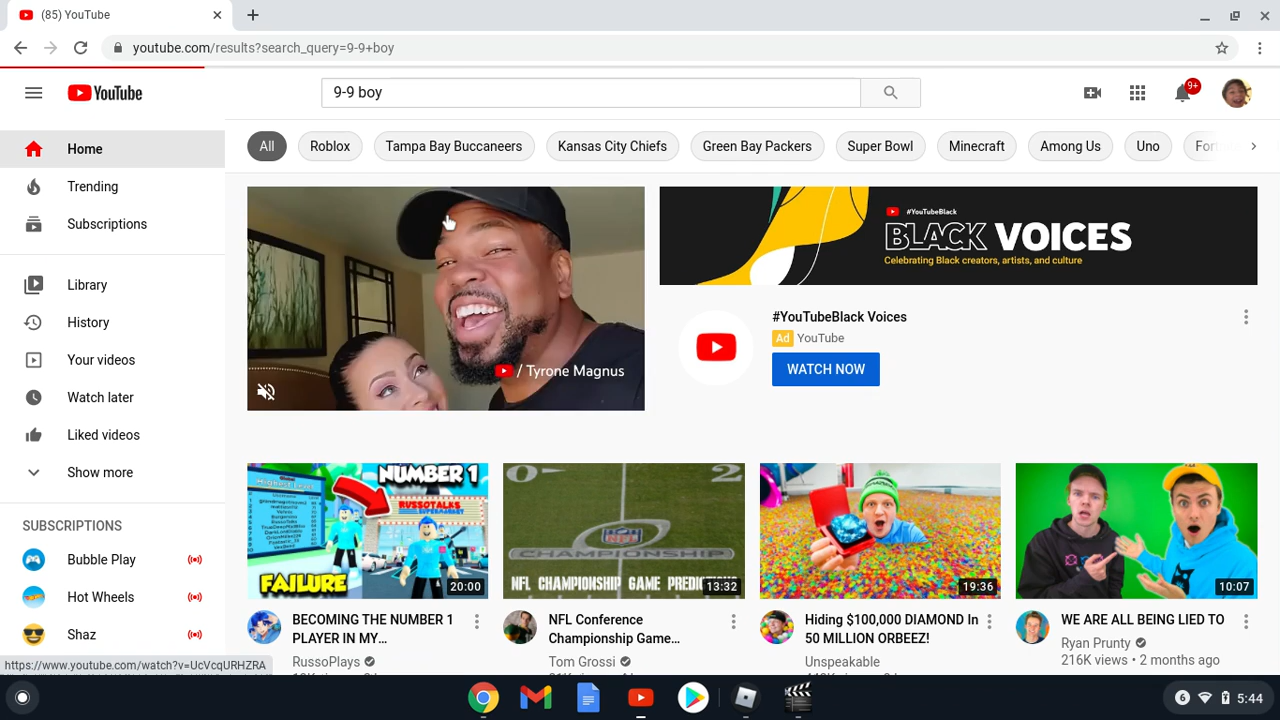 (85) YouTube
youtube.com/results?search_query=9-9+boy
YouTube
9-9 boy
9+
All
Roblox
Tampa Bay Buccaneers
Kansas City Chiefs
Green Bay Packers
Super Bowl
Minecraft
Among Us
Uno
Home
Trending
Subscriptions
Library
History
Your videos
Watch later
Liked videos
Show more
SUBSCRIPTIONS
Bubble Play
Hot Wheels
Shaz
/ Tyrone Magnus
#YouTubeBlack
BLACK VOICES
Celebrating Black creators, artists, and culture
#YouTubeBlack Voices
Ad YouTube
WATCH NOW
NUMBER 1
RUSSOTALKS
FAILURE
20:00
BECOMING THE NUMBER 1
PLAYER IN MY...
RussoPlays
NFL
CHAMPIONSHIP
13:32
NFL Conference
Championship Game...
Tom Grossi
19:36
Hiding $100,000 DIAMOND In
50 MILLION ORBEEZ!
Unspeakable
10:07
WE ARE ALL BEING LIED TO
Ryan Prunty
216K views • 2 months ago
https://www.youtube.com/watch?v=UcVcqURHZRA
6
5:44